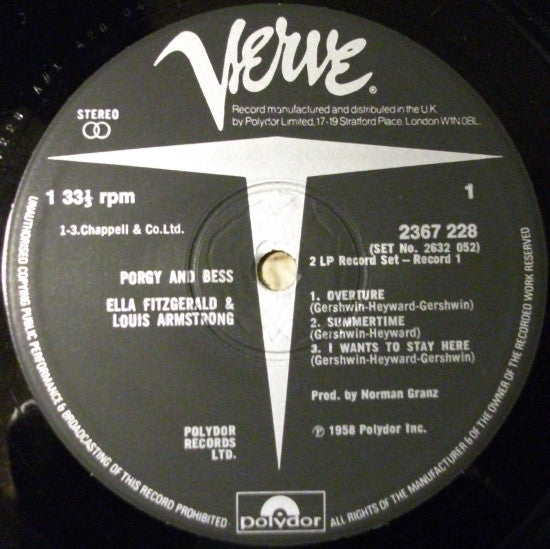 Verve®
Record manufactured and distributed in the U.K.
by Polydor Limited, 17-19 Stratford Place, London W1N 0BL.
STEREO
1 33⅓ rpm
1
1-3. Chappell & Co. Ltd.
2367 228
(SET No. 2632 052)
2 LP Record Set – Record 1
PORGY AND BESS
ELLA FITZGERALD &
LOUIS ARMSTRONG
1. OVERTURE
(Gershwin-Heyward-Gershwin)
2. SUMMERTIME
(Gershwin-Heyward)
3. I WANTS TO STAY HERE
(Gershwin-Heyward-Gershwin)
Prod. by Norman Granz
POLYDOR
RECORDS
LTD.
℗ 1958 Polydor Inc.
UNAUTHORISED COPYING PUBLIC PERFORMANCE & BROADCASTING OF THIS RECORD PROHIBITED
polydor
ALL RIGHTS OF THE MANUFACTURER & OF THE OWNER OF THE RECORDED WORK RESERVED